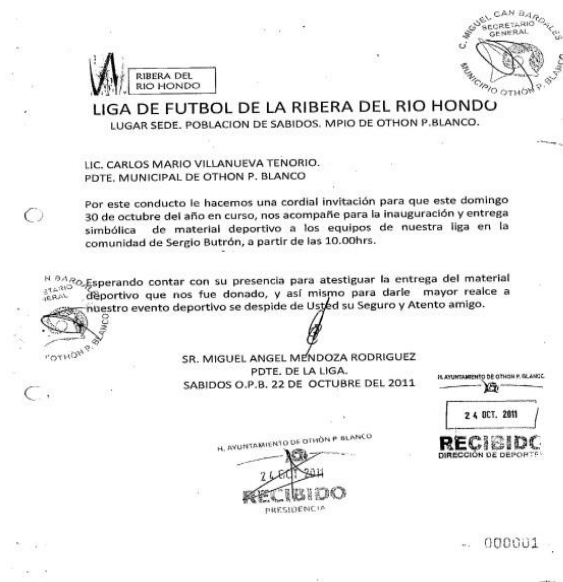 C. MIGUEL CAN BARDALES
SECRETARIO
GENERAL
MUNICIPIO OTHON P. BLANCO
RIBERA DEL
RIO HONDO
LIGA DE FUTBOL DE LA RIBERA DEL RIO HONDO
LUGAR SEDE. POBLACION DE SABIDOS. MPIO DE OTHON P.BLANCO.
LIC. CARLOS MARIO VILLANUEVA TENORIO.
PDTE. MUNICIPAL DE OTHON P. BLANCO
Por este conducto le hacemos una cordial invitación para que este domingo
30 de octubre del año en curso, nos acompañe para la inauguración y entrega
simbólica de material deportivo a los equipos de nuestra liga en la
comunidad de Sergio Butrón, a partir de las 10.00hrs.
Esperando contar con su presencia para atestiguar la entrega del material
deportivo que nos fue donado, y así mismo para darle mayor realce a
nuestro evento deportivo se despide de Usted su Seguro y Atento amigo.
OTHÓN P. BLANCO
SR. MIGUEL ANGEL MENDOZA RODRIGUEZ
PDTE. DE LA LIGA.
SABIDOS O.P.B. 22 DE OCTUBRE DEL 2011
H. AYUNTAMIENTO DE OTHON P. BLANCO
24 OCT. 2011
RECIBIDO
DIRECCIÓN DE DEPORTE
H. AYUNTAMIENTO DE OTHÓN P BLANCO
24 OCT 2011
RECIBIDO
PRESIDENCIA
000001